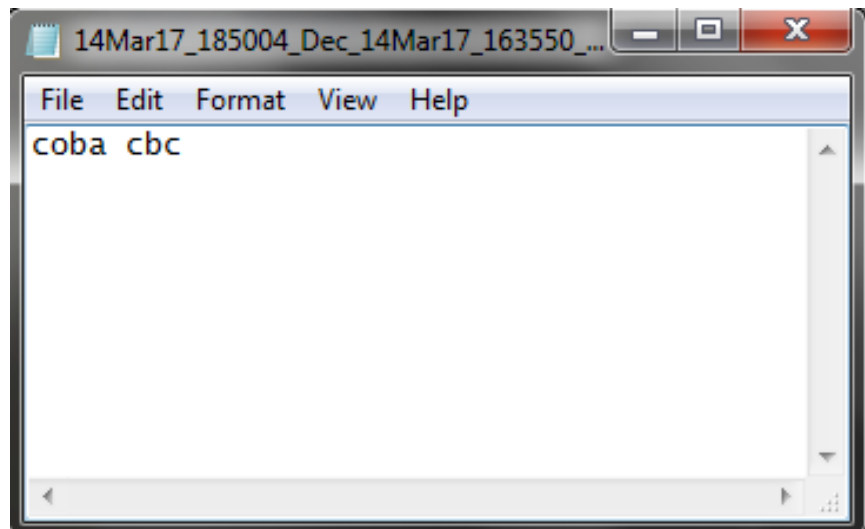 14Mar17_185004_Dec_14Mar17_163550_...
File Edit Format View Help
coba cbc